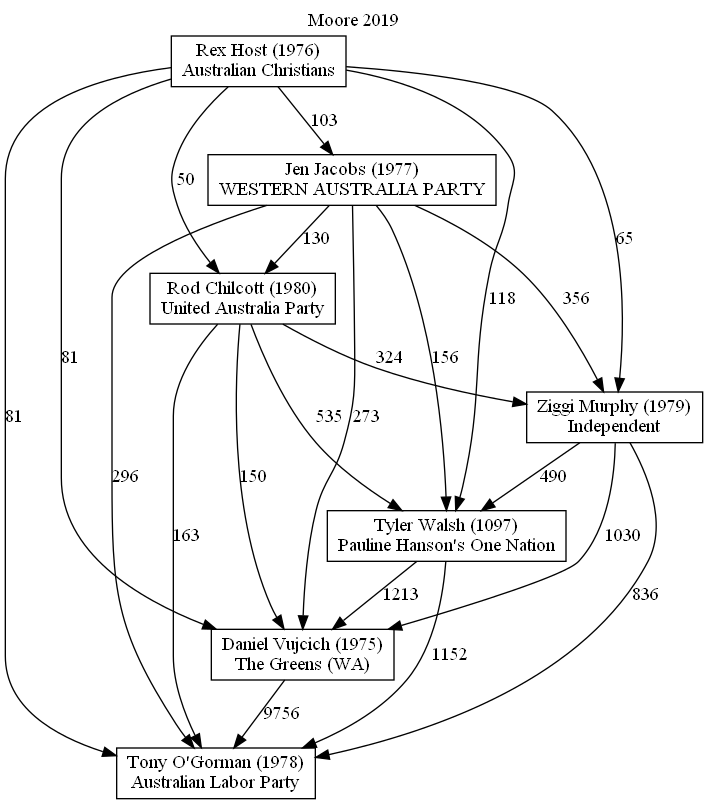 Moore 2019
Rex Host (1976)
Australian Christians
103
50
Jen Jacobs (1977)
WESTERN AUSTRALIA PARTY
65
130
Rod Chilcott (1980)
United Australia Party
118
356
81
324
156
81
535
273
Ziggi Murphy (1979)
Independent
296
150
490
163
Tyler Walsh (1097)
Pauline Hanson's One Nation
1030
1213
836
Daniel Vujcich (1975)
The Greens (WA)
1152
9756
Tony O'Gorman (1978)
Australian Labor Party